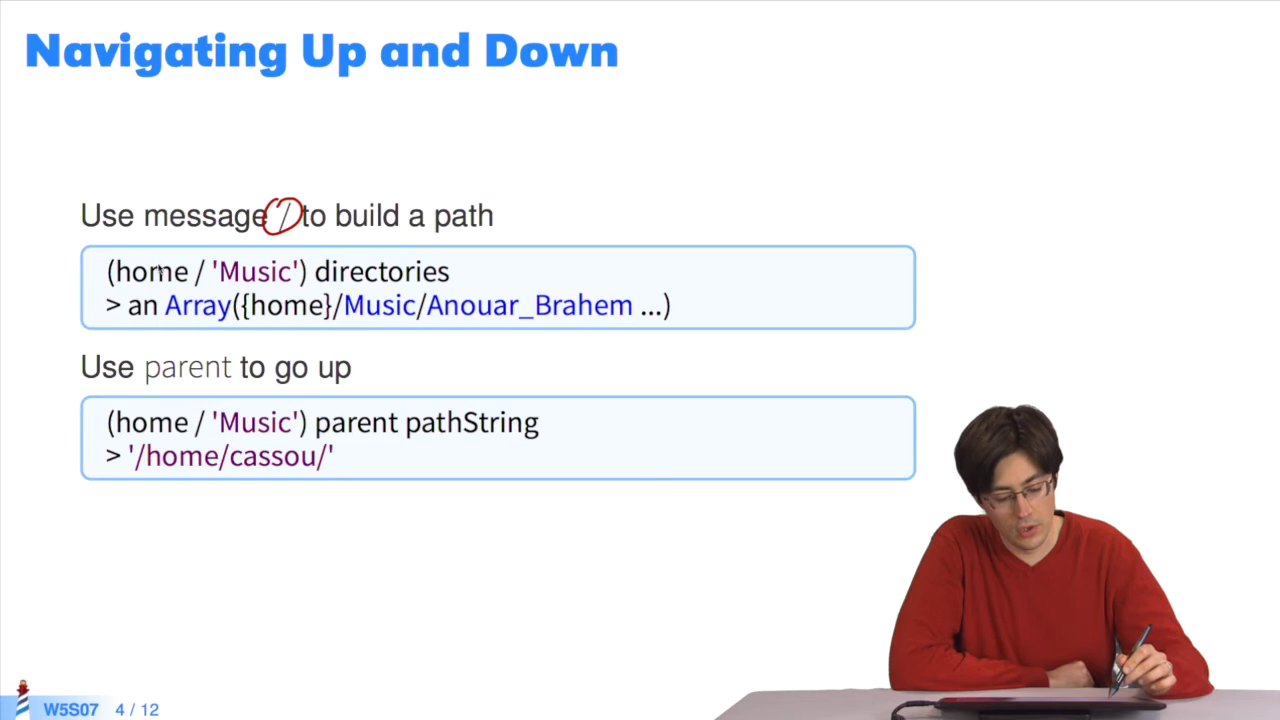 Navigating Up and Down
Use message / to build a path
(home / 'Music') directories
> an Array({home}/Music/Anouar_Brahem ...)
Use parent to go up
(home / 'Music') parent pathString
> '/home/cassou/'
W5S07 4 / 12